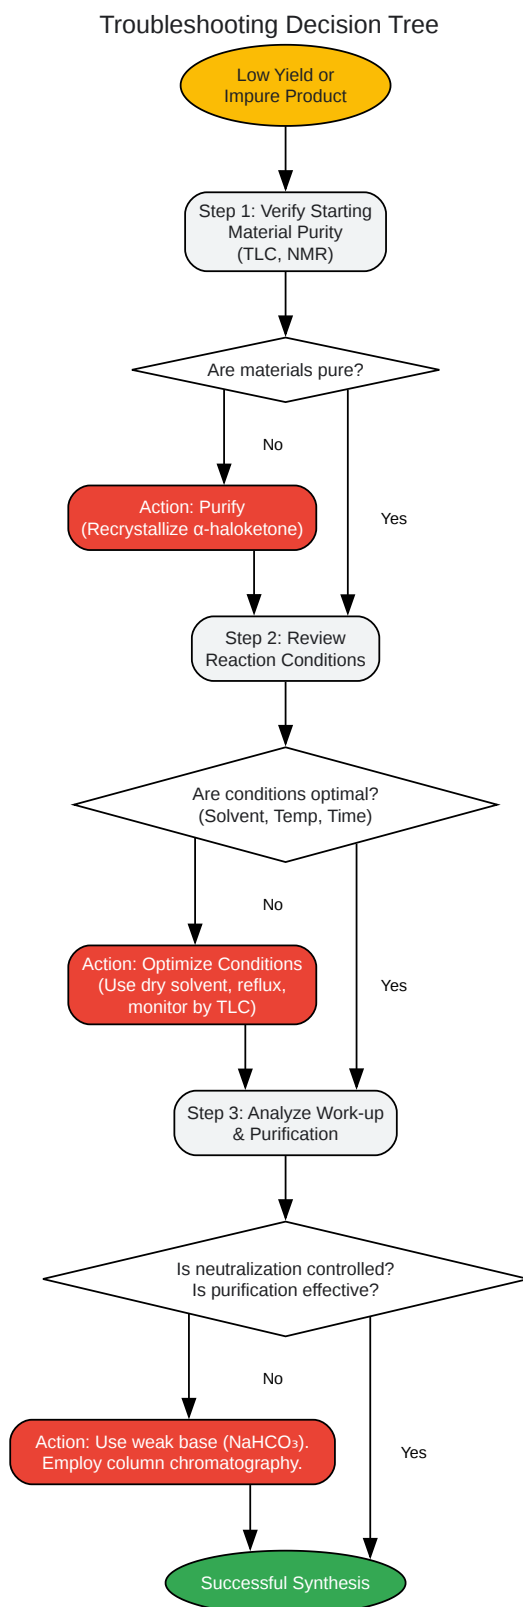 Troubleshooting Decision Tree
Low Yield or
Impure Product
Step 1: Verify Starting
Material Purity
(TLC, NMR)
Are materials pure?
No
Action: Purify
(Recrystallize α-haloketone)
Yes
Step 2: Review
Reaction Conditions
Are conditions optimal?
(Solvent, Temp, Time)
No
Action: Optimize Conditions
(Use dry solvent, reflux,
monitor by TLC)
Yes
Step 3: Analyze Work-up
& Purification
Is neutralization controlled?
Is purification effective?
No
Action: Use weak base (NaHCO₃).
Employ column chromatography.
Yes
Successful Synthesis